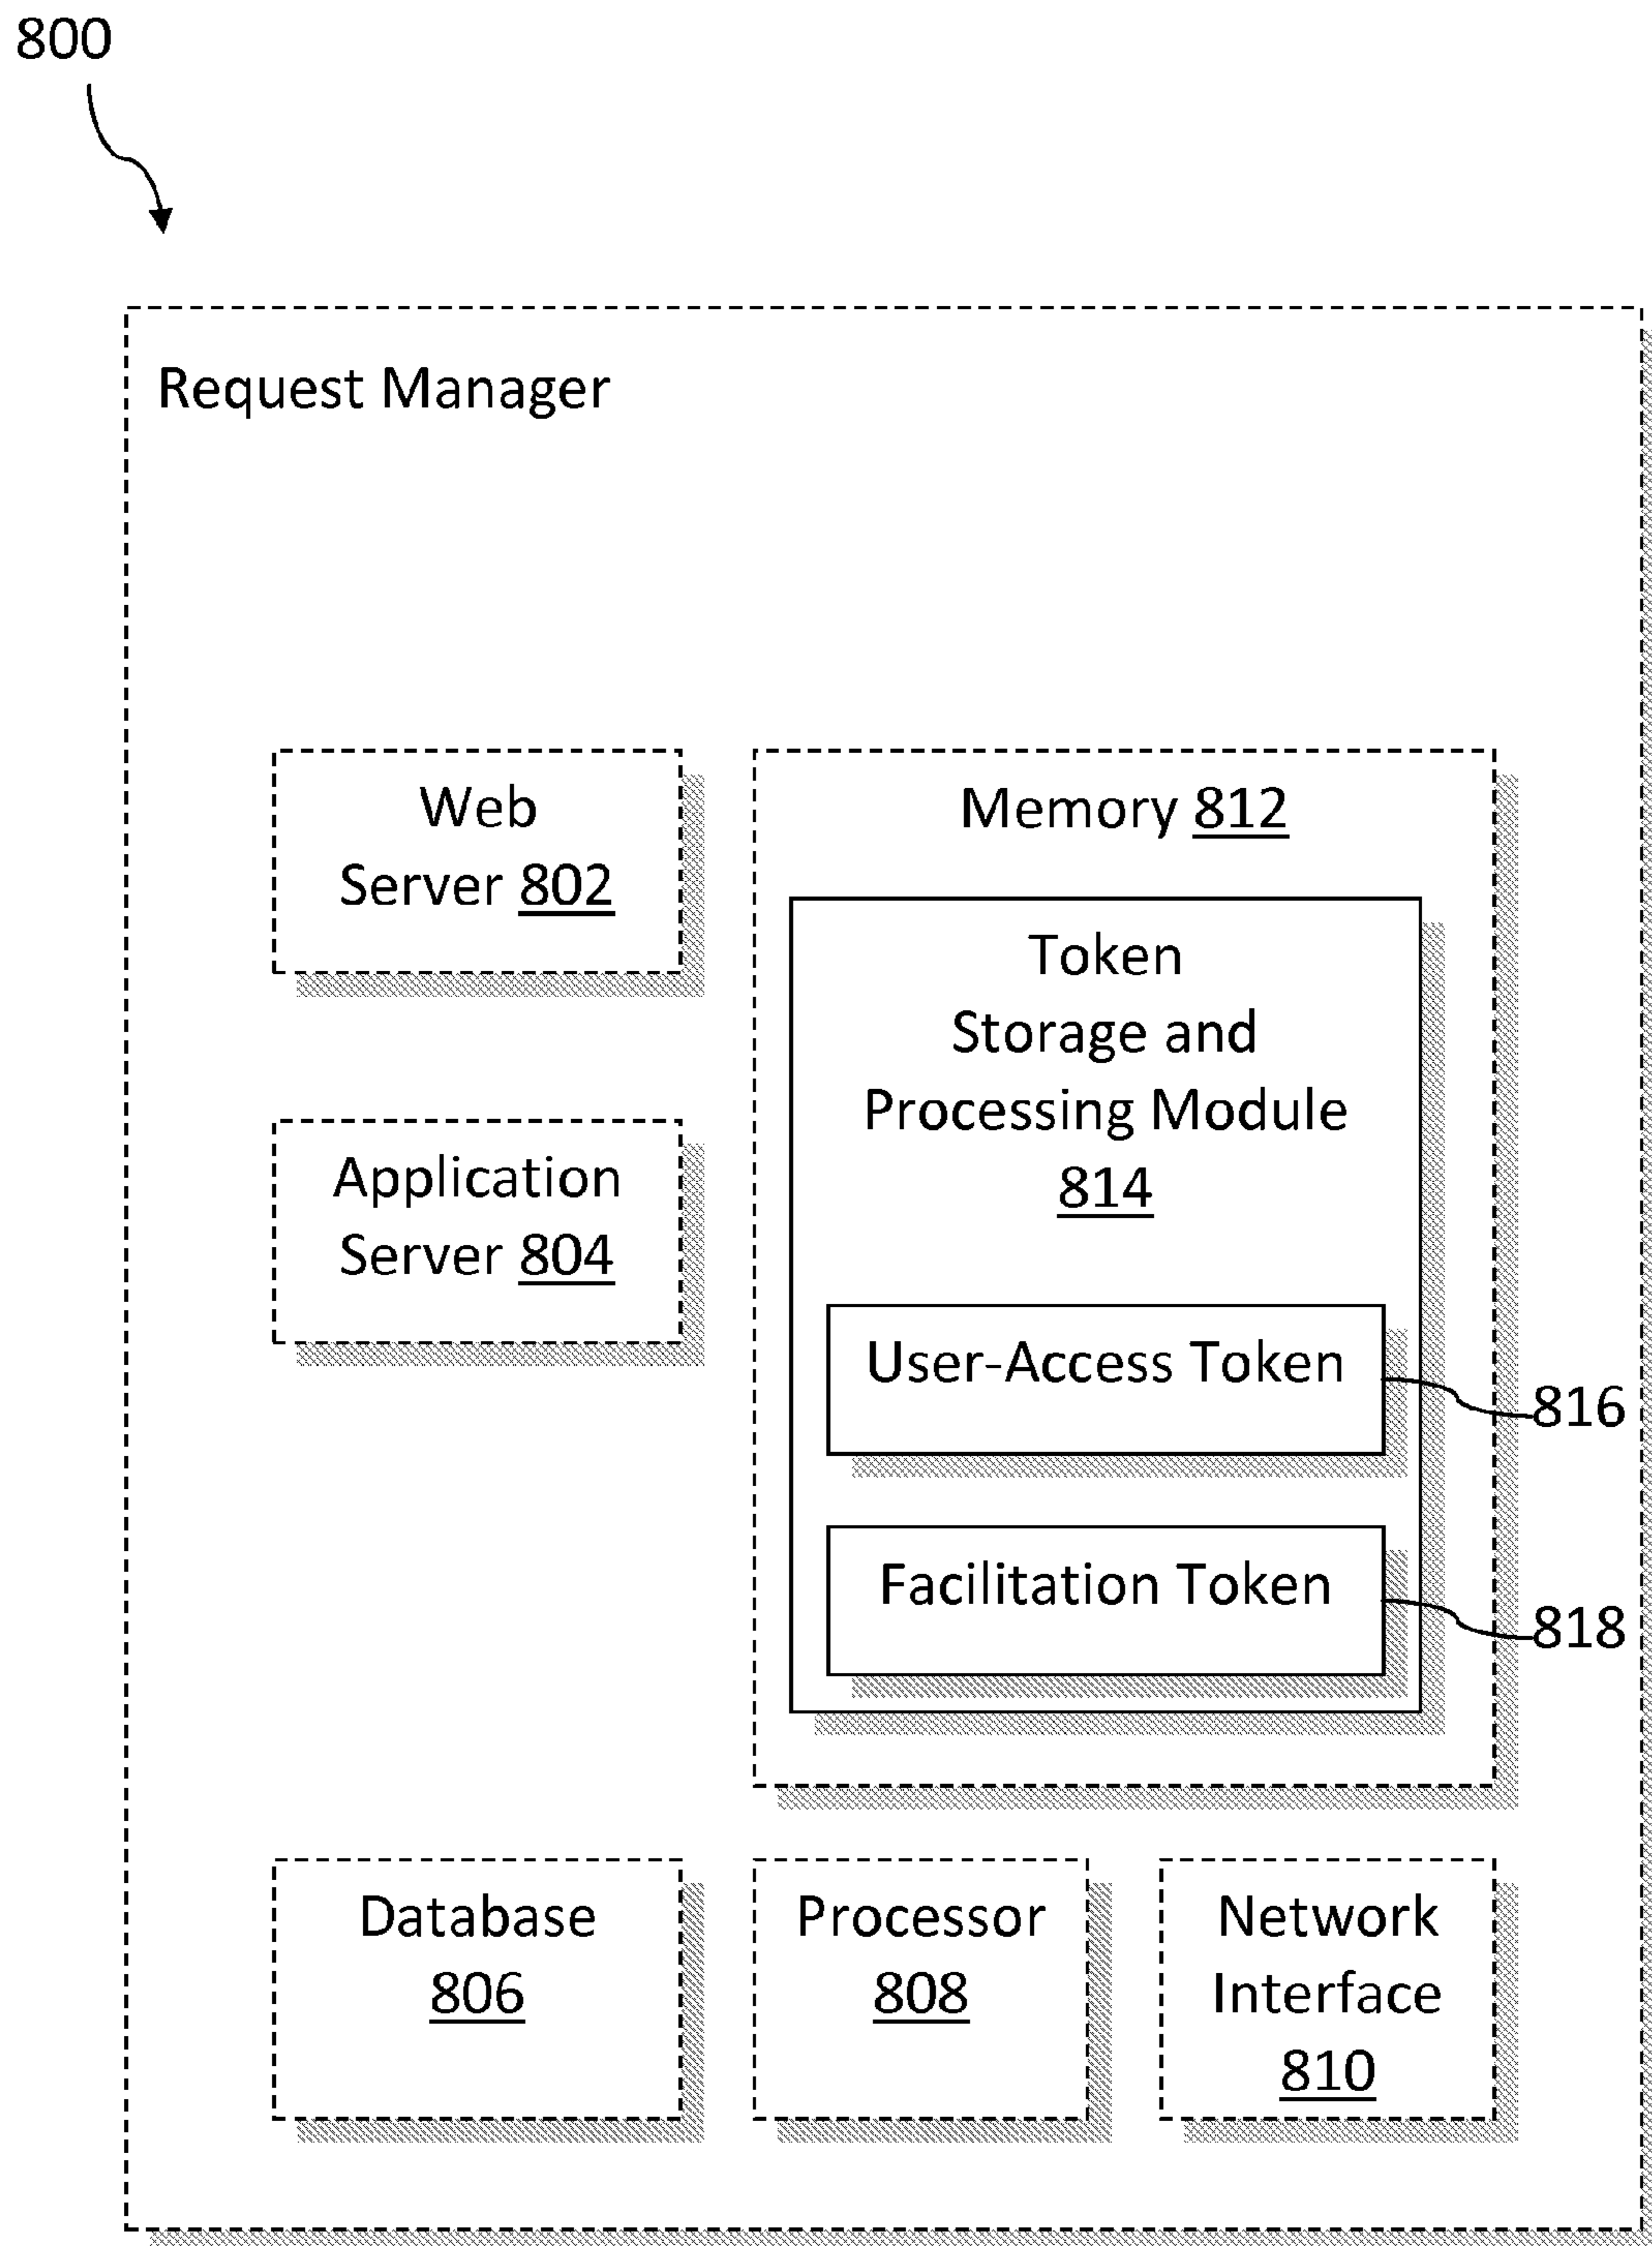 800
Request Manager
Web
Server 802
Application
Server 804
Memory 812
Token
Storage and
Processing Module
814
User-Access Token
816
Facilitation Token
818
Database
806
Processor
808
Network
Interface
810